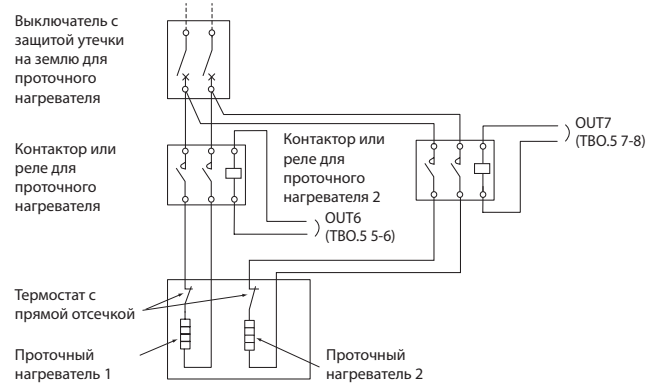 Выключатель с
защитой утечки
на землю для
проточного
нагревателя
Контактор или
реле для
проточного
нагревателя
Контактор или
реле для
проточного
нагревателя 2
OUT7
(TBO.5 7-8)
OUT6
(TBO.5 5-6)
Термостат с
прямой отсечкой
Проточный
нагреватель 1
Проточный
нагреватель 2